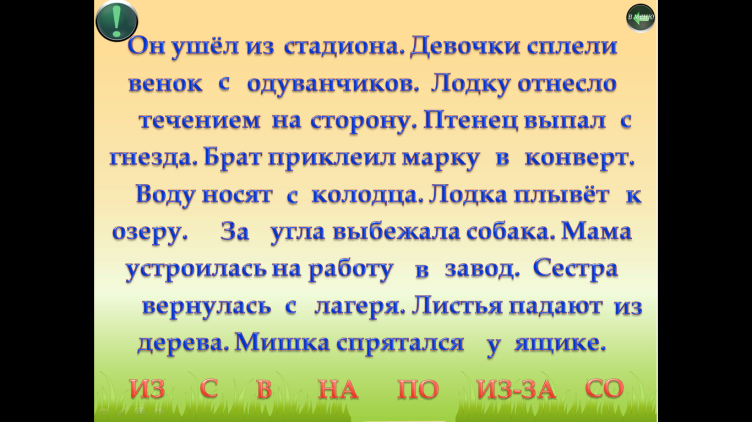 В меню
Он ушёл из стадиона. Девочки сплели
венок с одуванчиков. Лодку отнесло
течением на сторону. Птенец выпал с
гнезда. Брат приклеил марку в конверт.
Воду носят с колодца. Лодка плывёт к
озеру. За угла выбежала собака. Мама
устроилась на работу в завод. Сестра
вернулась с лагеря. Листья падают из
дерева. Мишка спрятался у ящике.
ИЗ С В НА ПО ИЗ-ЗА СО